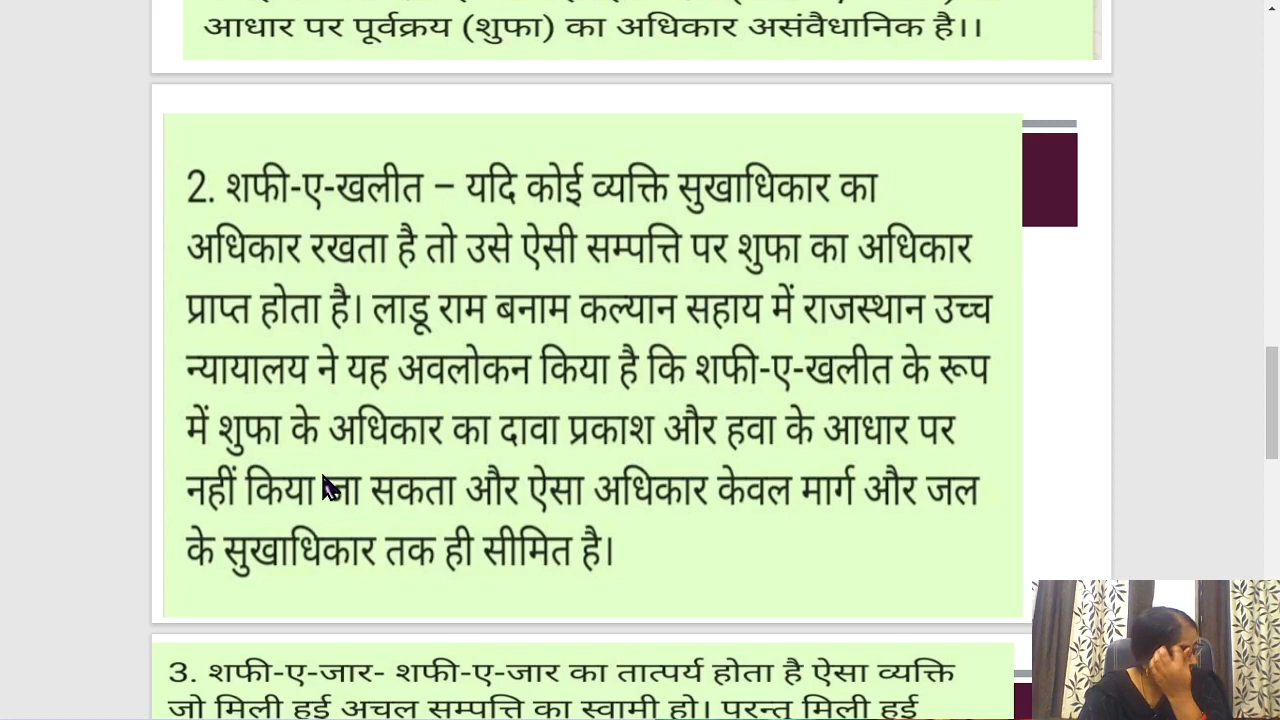 आधार पर पूर्वक्रय (शुफा) का अधिकार असंवैधानिक है।।
2. शफी-ए-खलीत – यदि कोई व्यक्ति सुखाधिकार का
अधिकार रखता है तो उसे ऐसी सम्पत्ति पर शुफा का अधिकार
प्राप्त होता है। लाडू राम बनाम कल्यान सहाय में राजस्थान उच्च
न्यायालय ने यह अवलोकन किया है कि शफी-ए-खलीत के रूप
में शुफा के अधिकार का दावा प्रकाश और हवा के आधार पर
नहीं किया जा सकता और ऐसा अधिकार केवल मार्ग और जल
के सुखाधिकार तक ही सीमित है।
3. शफी-ए-जार- शफी-ए-जार का तात्पर्य होता है ऐसा व्यक्ति
जो मिली हुई अचल सम्पत्ति का स्वामी हो। परन्तु मिली हुई